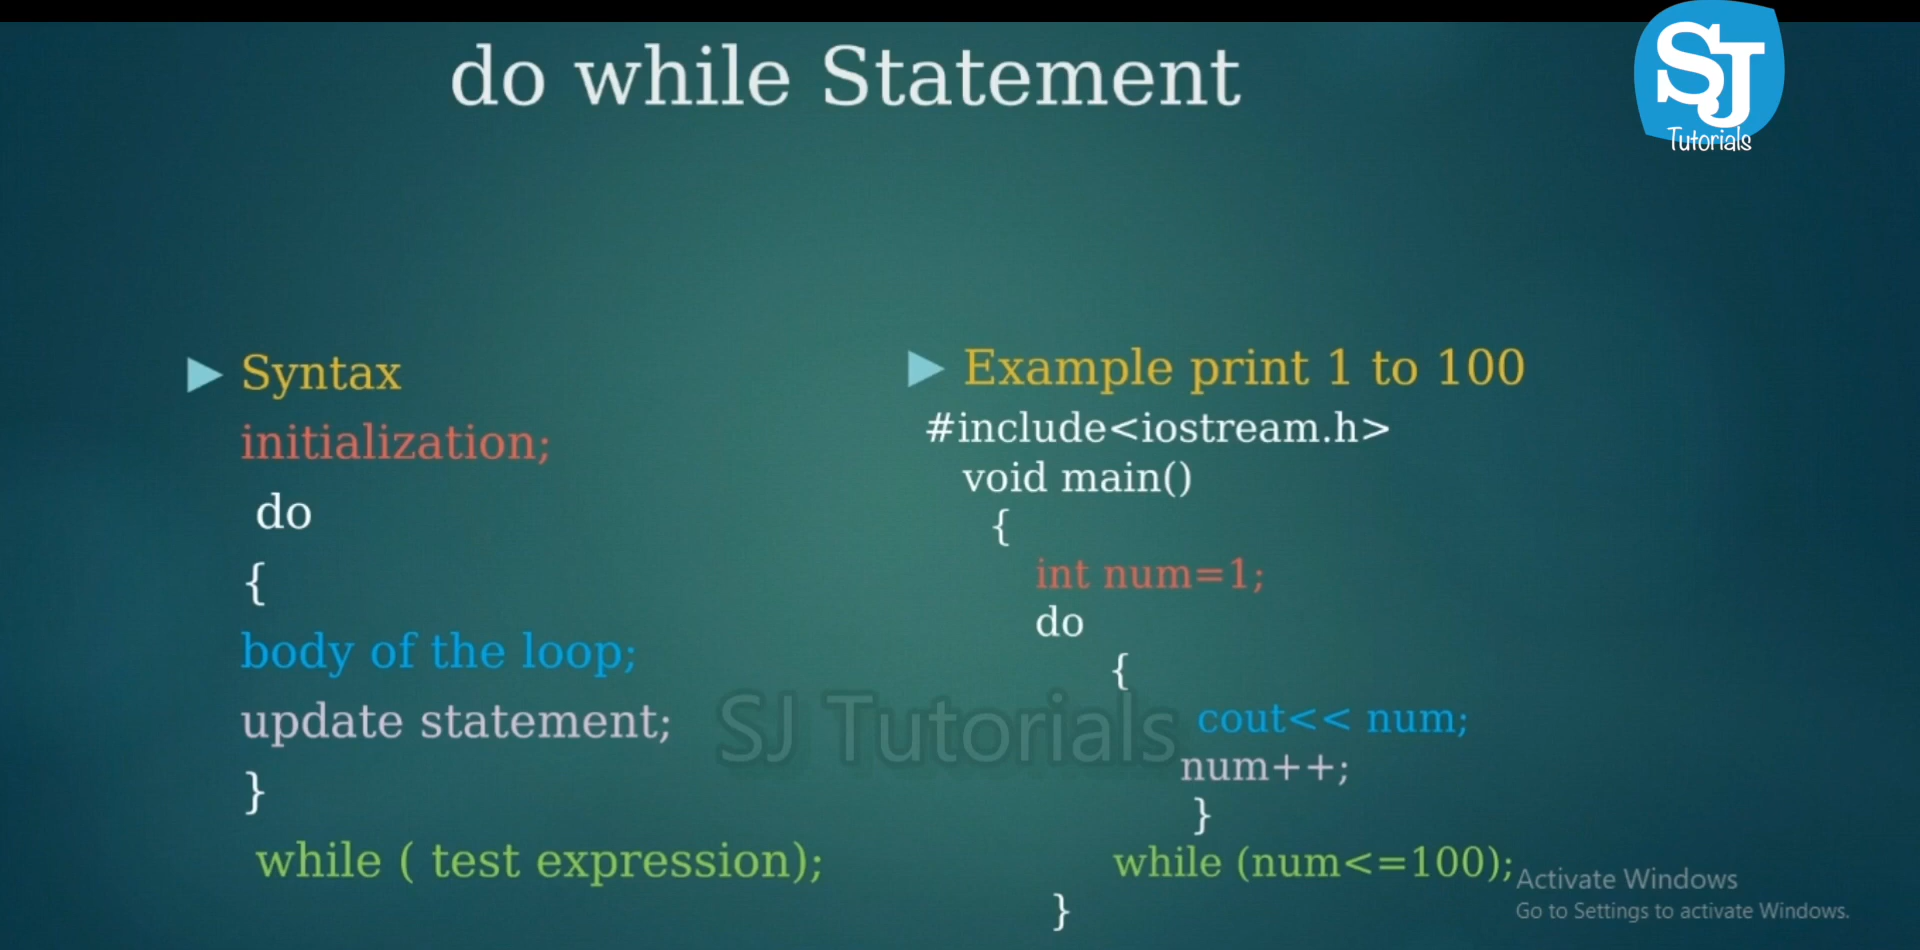 do while Statement
SJ
Tutorials
Syntax
initialization;
do
{
body of the loop;
update statement;
}
while ( test expression);
Example print 1 to 100
#include<iostream.h>
void main()
{
int num=1;
do
{
cout<< num;
num++;
}
while (num<=100);
}
SJ Tutorials
Activate Windows
Go to Settings to activate Windows.